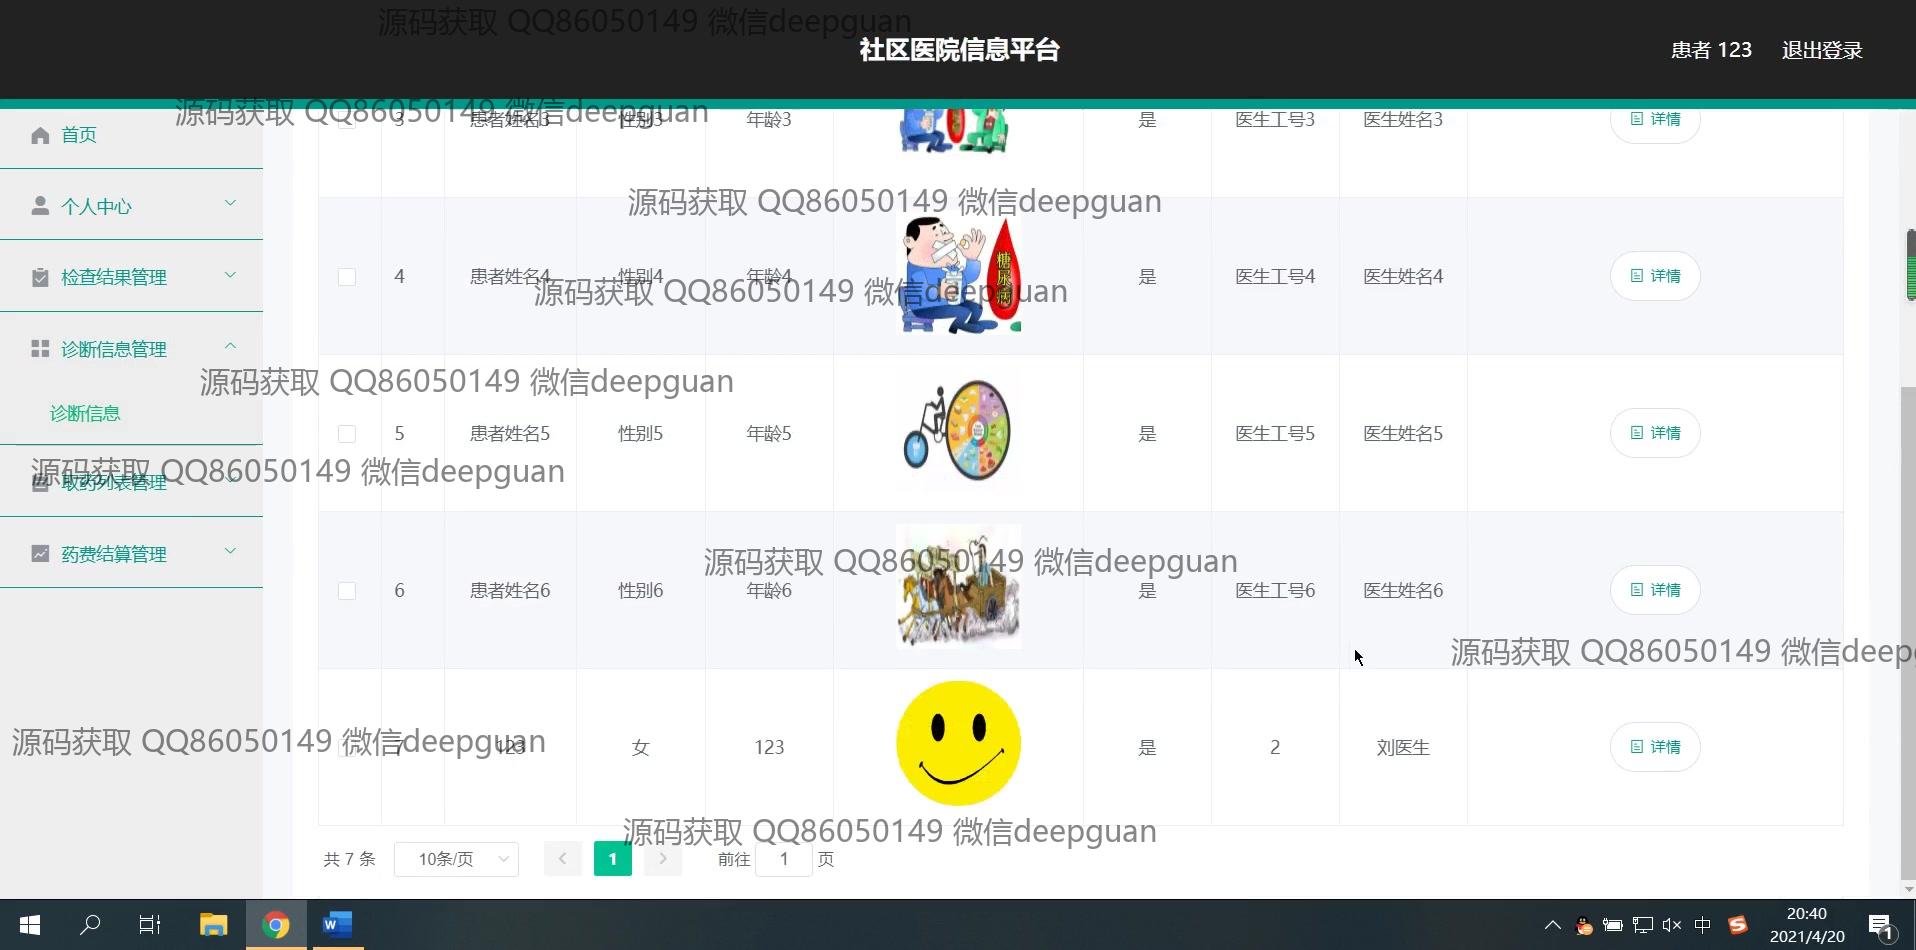 源码获取 QQ86050149 微信deepguan
社区医院信息平台
患者 123 退出登录
源码获取 QQ86050149 微信deepguan
首页
3 患者姓名3 性别3 年龄3 是 医生工号3 医生姓名3 详情
源码获取 QQ86050149 微信deepguan
个人中心
检查结果管理
4 患者姓名4 性别4 年龄4 糖尿病 是 医生工号4 医生姓名4 详情
源码获取 QQ86050149 微信deepguan
诊断信息管理
源码获取 QQ86050149 微信deepguan
诊断信息
5 患者姓名5 性别5 年龄5 是 医生工号5 医生姓名5 详情
源码获取 QQ86050149 微信deepguan
取药列表管理
药费结算管理
源码获取 QQ86050149 微信deepguan
6 患者姓名6 性别6 年龄6 是 医生工号6 医生姓名6 详情
源码获取 QQ86050149 微信deep
源码获取 QQ86050149 微信deepguan
7 123 女 123 是 2 刘医生 详情
源码获取 QQ86050149 微信deepguan
共 7 条 10条/页 1 前往 1 页
中 20:40
2021/4/20 1